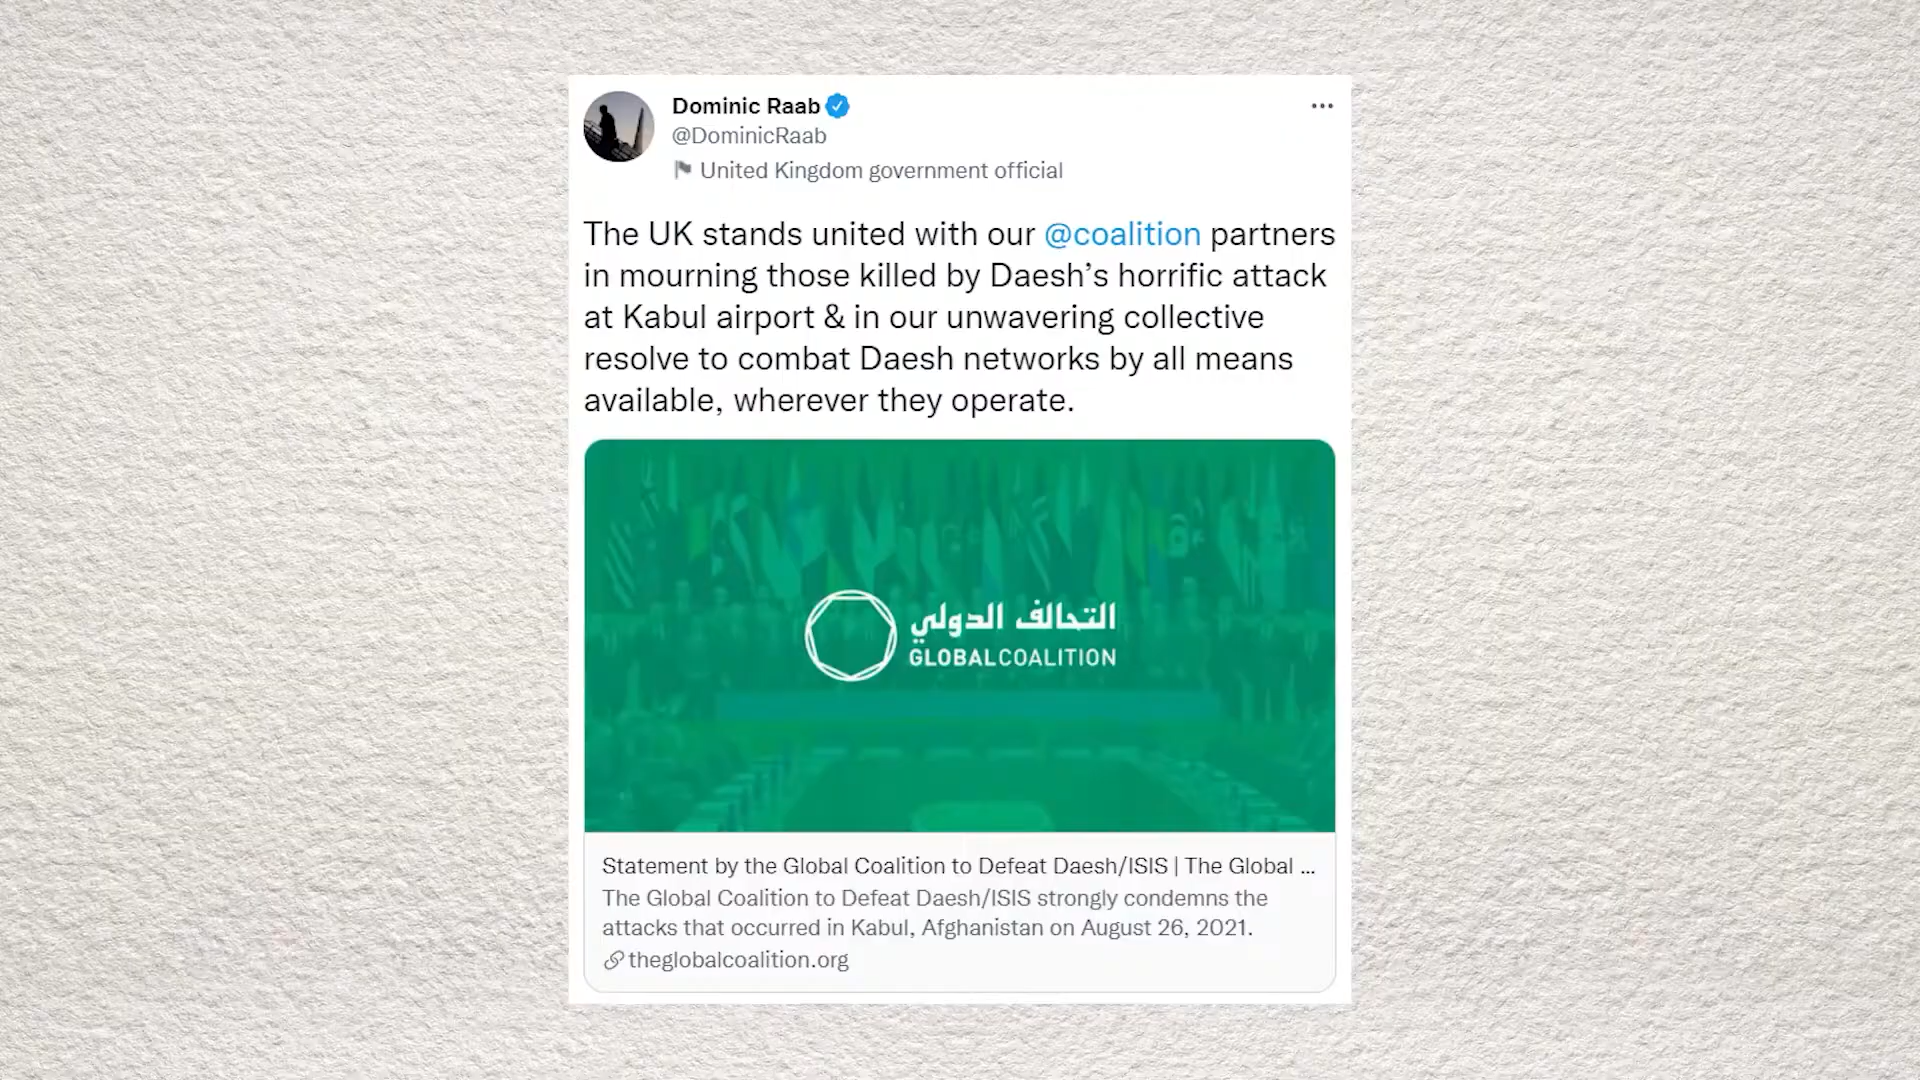 Dominic Raab
@DominicRaab
United Kingdom government official
The UK stands united with our @coalition partners
in mourning those killed by Daesh’s horrific attack
at Kabul airport & in our unwavering collective
resolve to combat Daesh networks by all means
available, wherever they operate.
التحالف الدولي
GLOBALCOALITION
Statement by the Global Coalition to Defeat Daesh/ISIS | The Global ...
The Global Coalition to Defeat Daesh/ISIS strongly condemns the
attacks that occurred in Kabul, Afghanistan on August 26, 2021.
theglobalcoalition.org